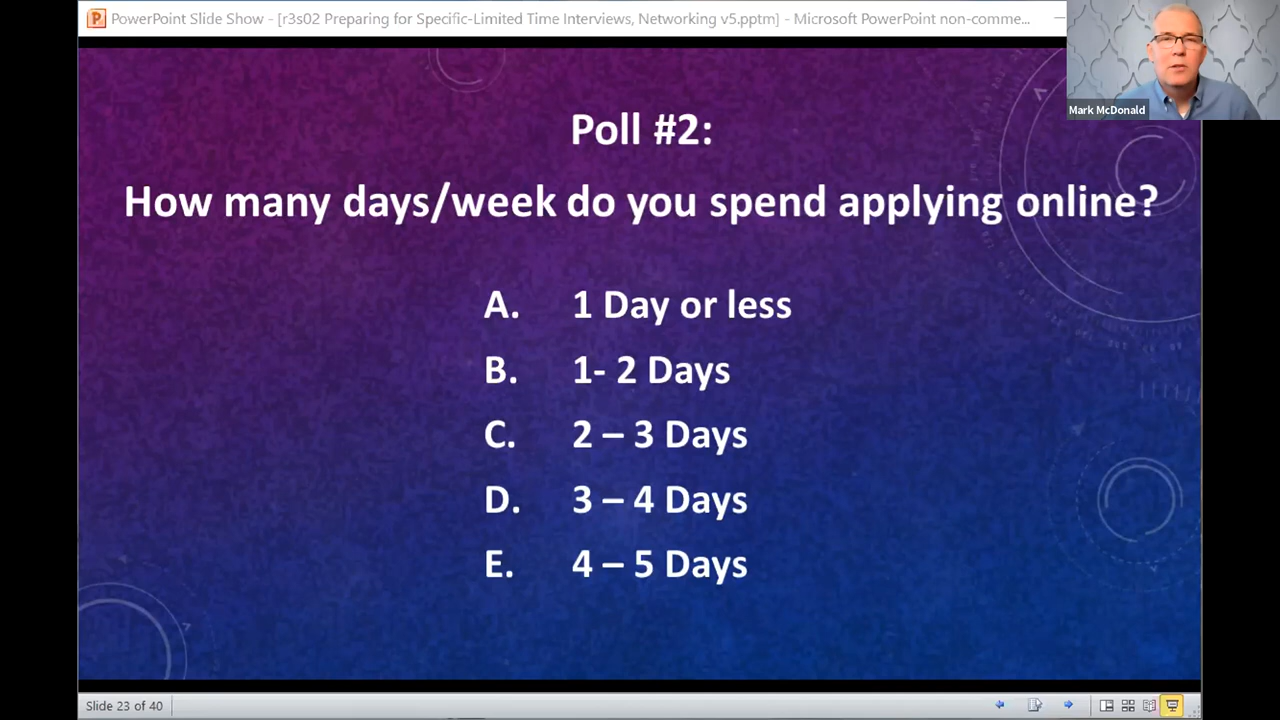 PowerPoint Slide Show - [r3s02 Preparing for Specific-Limited Time Interviews, Networking v5.pptm] - Microsoft PowerPoint non-comme...
Mark McDonald
Poll #2:
How many days/week do you spend applying online?
A. 1 Day or less
B. 1- 2 Days
C. 2 – 3 Days
D. 3 – 4 Days
E. 4 – 5 Days
Slide 23 of 40